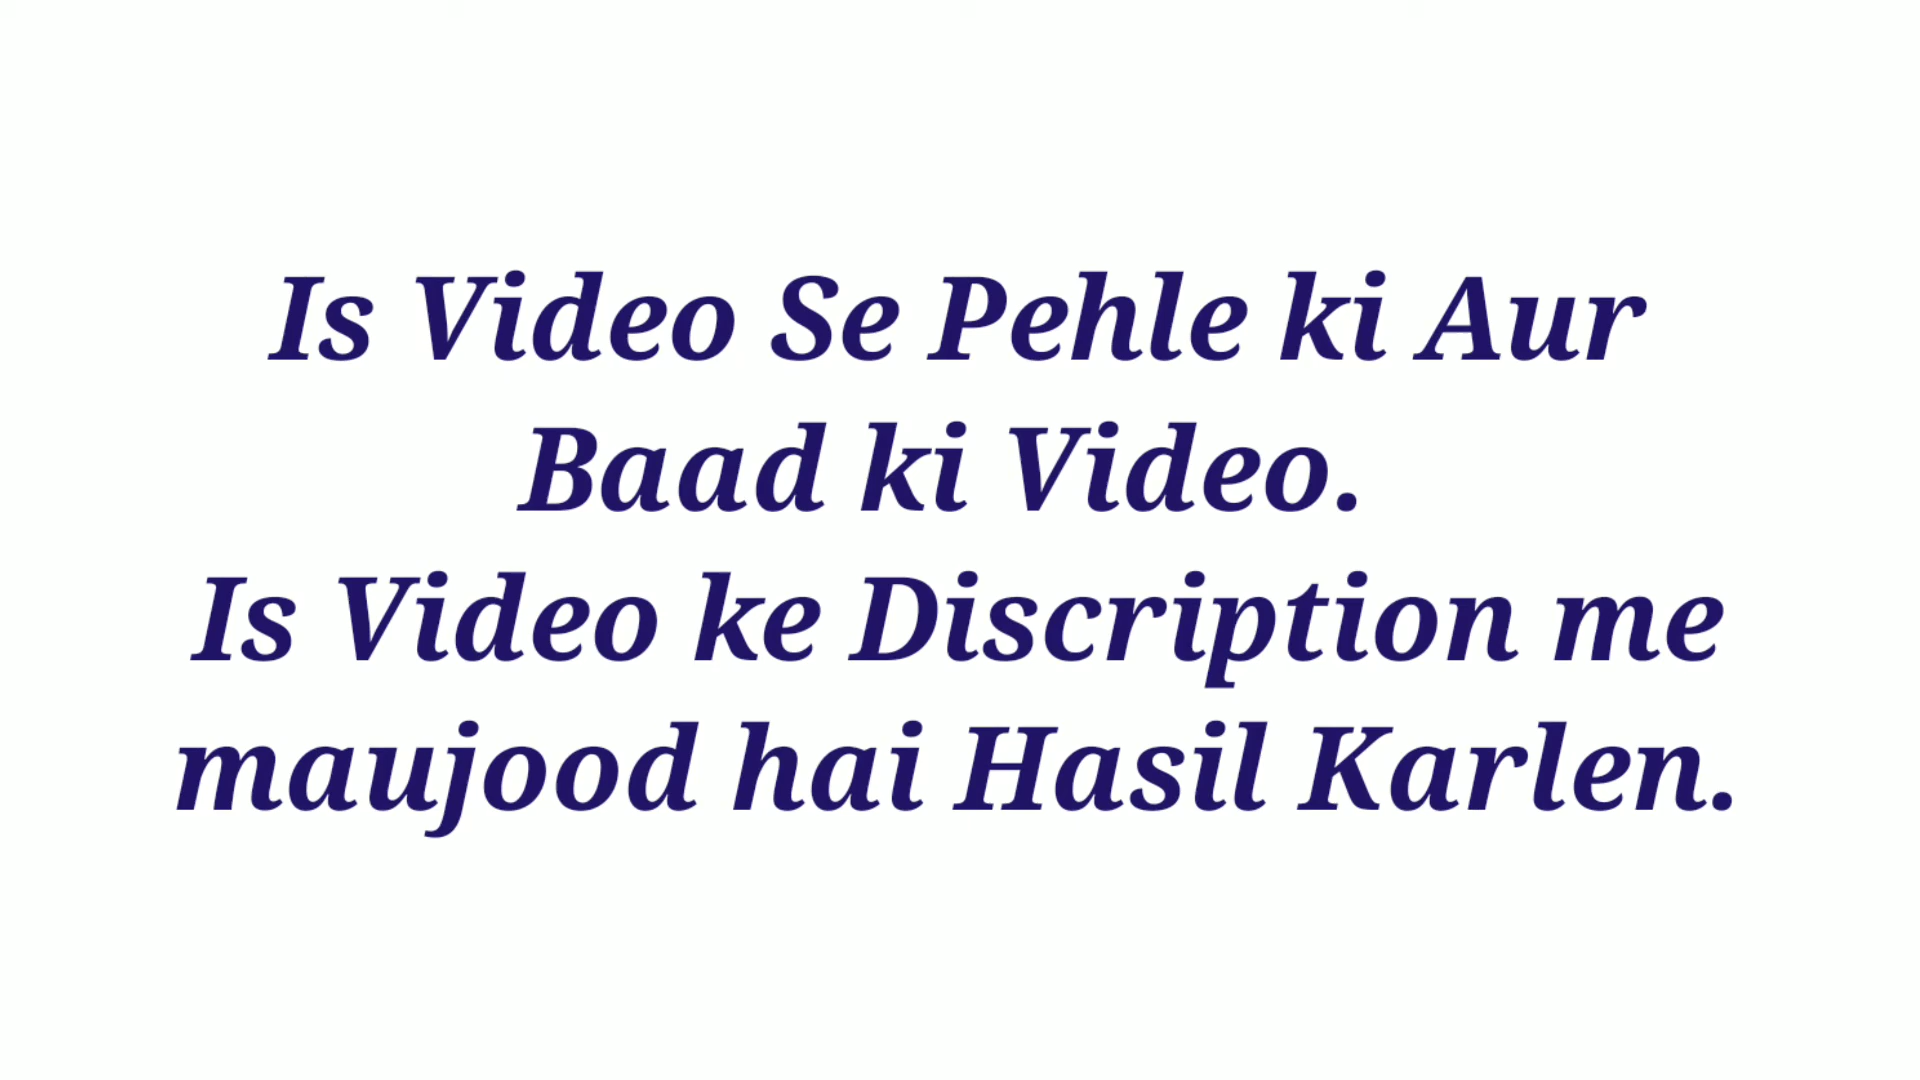 Is Video Se Pehle ki Aur
Baad ki Video.
Is Video ke Discription me
maujood hai Hasil Karlen.